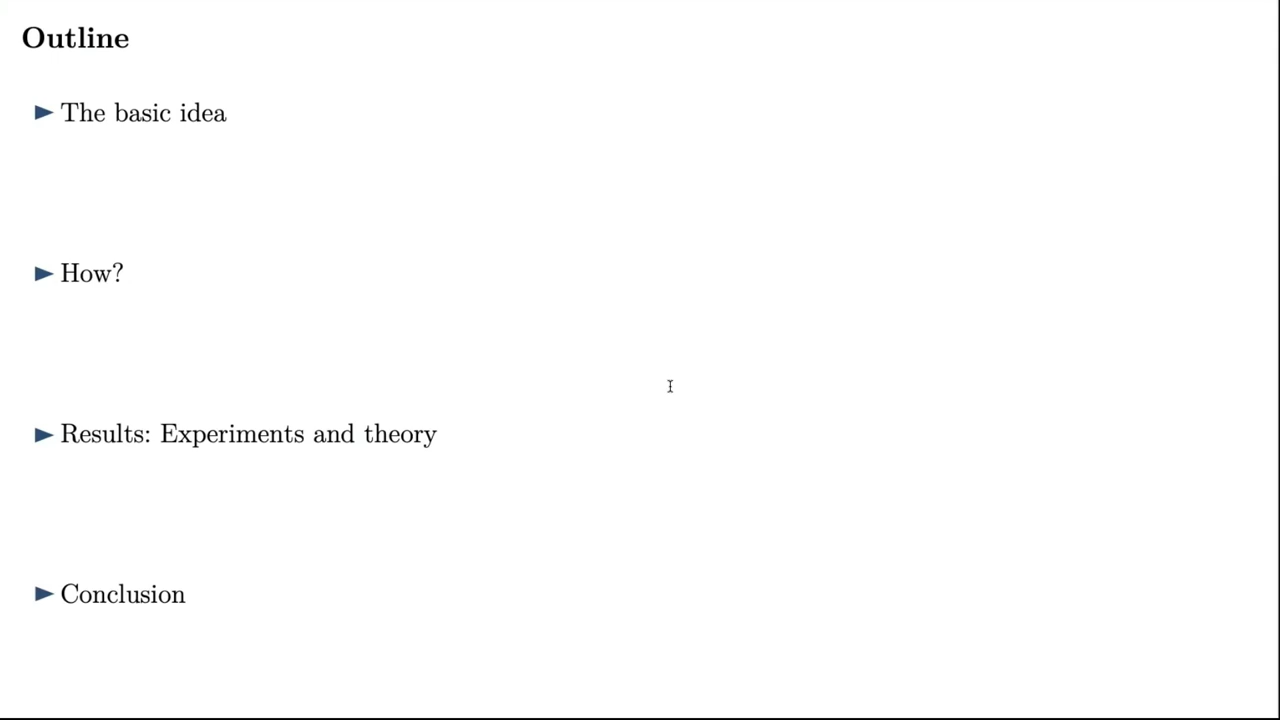 Outline
The basic idea
How?
Results: Experiments and theory
Conclusion